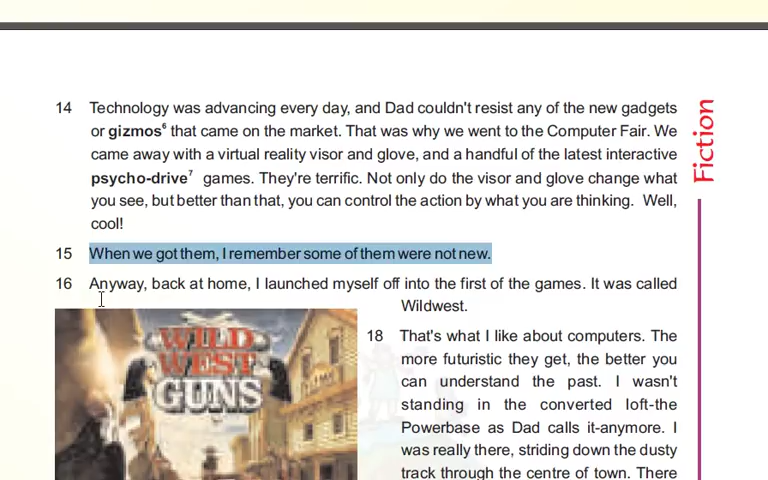 14 Technology was advancing every day, and Dad couldn't resist any of the new gadgets
or gizmos⁶ that came on the market. That was why we went to the Computer Fair. We
came away with a virtual reality visor and glove, and a handful of the latest interactive
psycho-drive⁷ games. They're terrific. Not only do the visor and glove change what
you see, but better than that, you can control the action by what you are thinking. Well,
cool!
15 When we got them, I remember some of them were not new.
16 Anyway, back at home, I launched myself off into the first of the games. It was called
Wildwest.
18 That's what I like about computers. The
more futuristic they get, the better you
can understand the past. I wasn't
standing in the converted loft-the
Powerbase as Dad calls it-anymore. I
was really there, striding down the dusty
track through the centre of town. There
WILD
WEST
GUNS
Fiction